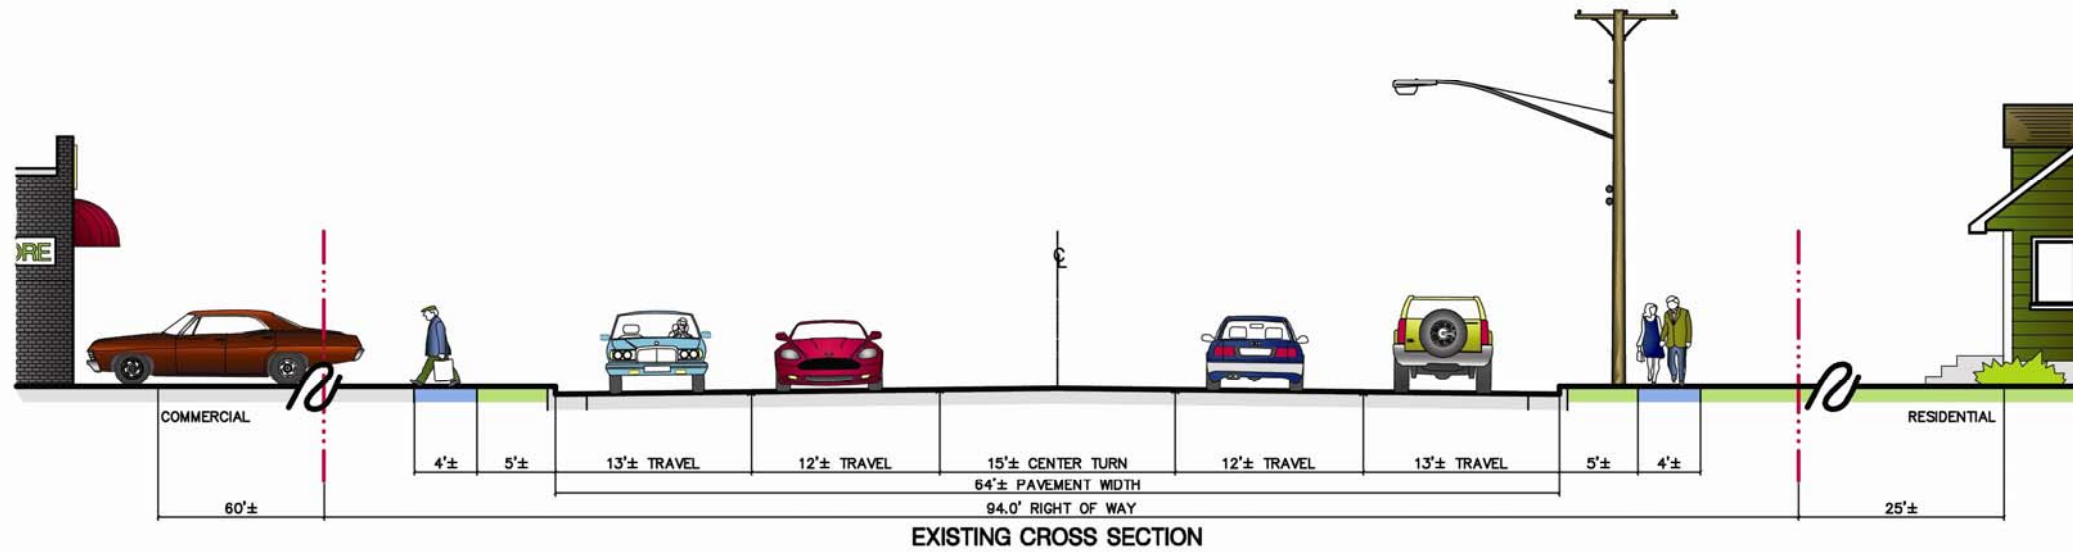 ORE
℄
COMMERCIAL
RESIDENTIAL
4'± 5'± 13'± TRAVEL 12'± TRAVEL 15'± CENTER TURN 12'± TRAVEL 13'± TRAVEL 5'± 4'±
64'± PAVEMENT WIDTH
60'± 94.0' RIGHT OF WAY 25'±
EXISTING CROSS SECTION